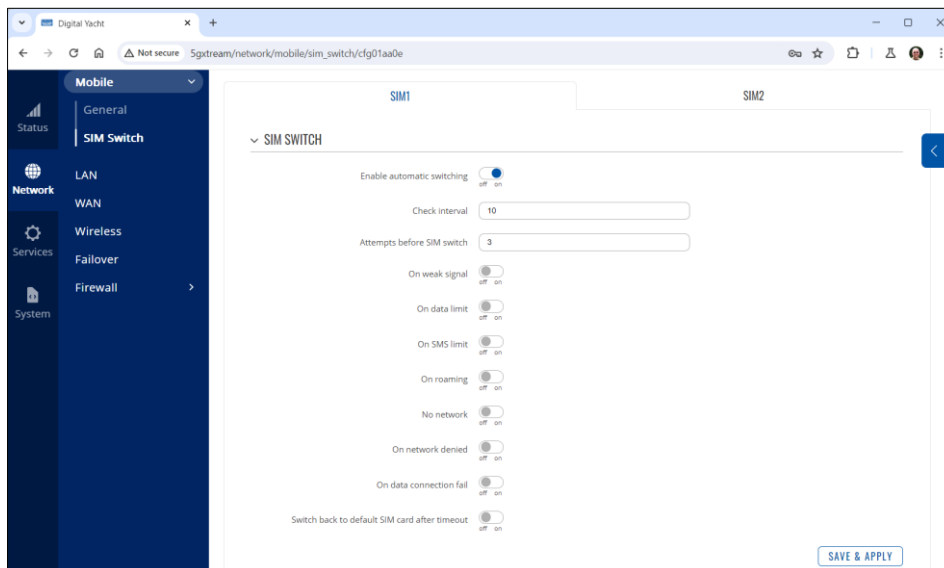 Digital Yacht
Not secure 5gxtream/network/mobile/sim_switch/cfg01aa0e
Status
Network
Services
System
Mobile
General
SIM Switch
LAN
WAN
Wireless
Failover
Firewall
SIM1 SIM2
SIM SWITCH
Enable automatic switching off on
Check interval 10
Attempts before SIM switch 3
On weak signal off on
On data limit off on
On SMS limit off on
On roaming off on
No network off on
On network denied off on
On data connection fail off on
Switch back to default SIM card after timeout off on
SAVE & APPLY